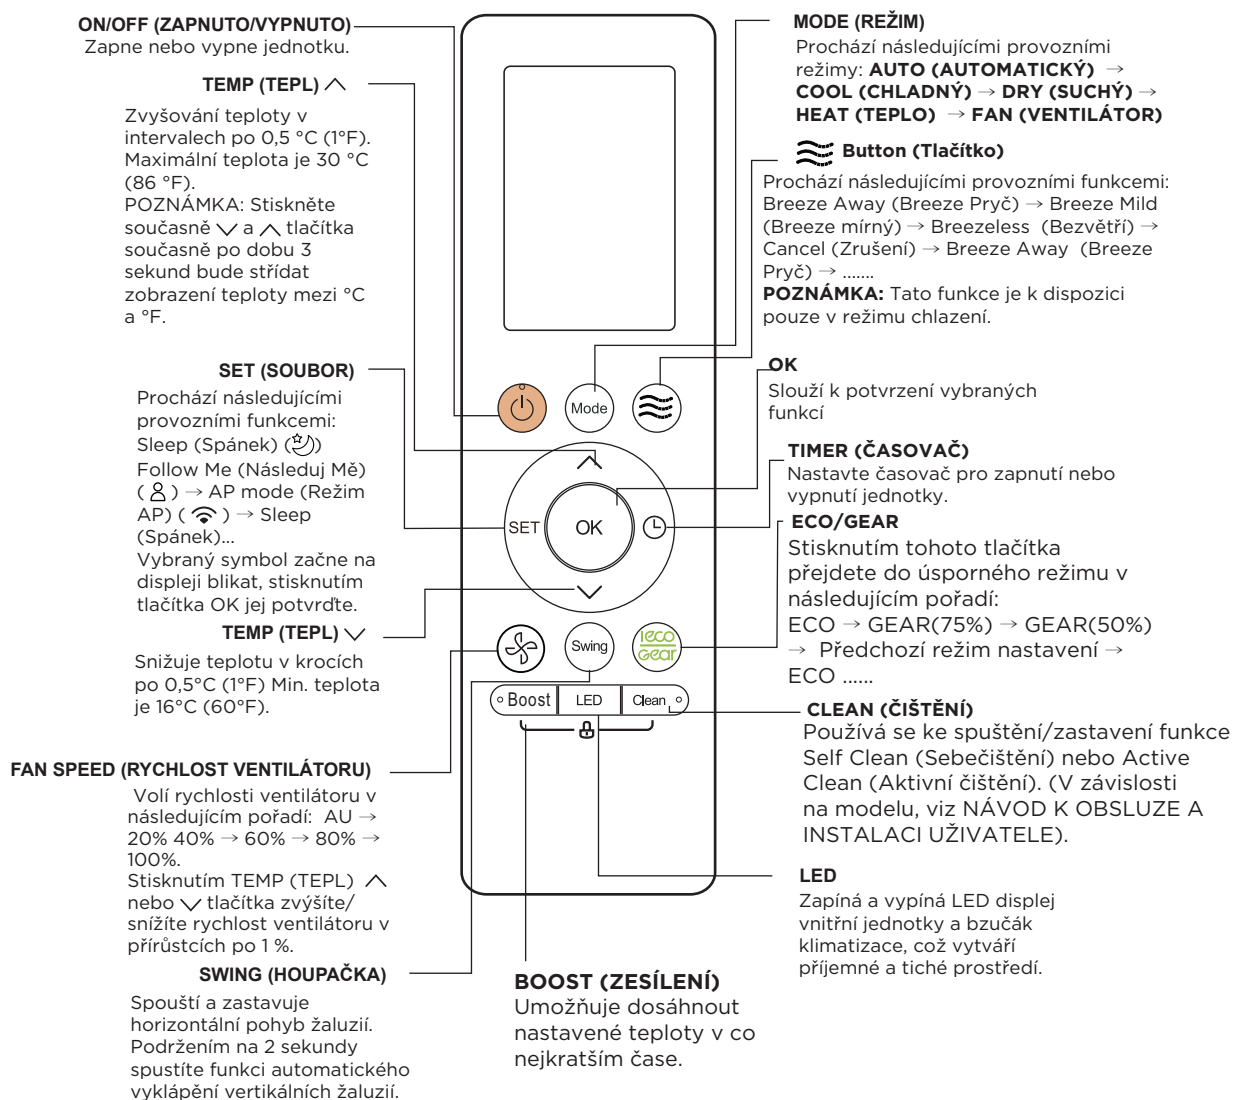 ON/OFF (ZAPNUTO/VYPNUTO)
Zapne nebo vypne jednotku.
TEMP (TEPL)
Zvyšování teploty v
intervalech po 0,5 °C (1°F).
Maximální teplota je 30 °C
(86 °F).
POZNÁMKA: Stiskněte
současně a tlačítka
současně po dobu 3
sekund bude střídat
zobrazení teploty mezi °C
a °F.
SET (SOUBOR)
Prochází následujícími
provozními funkcemi:
Sleep (Spánek) ( )
Follow Me (Následuj Mě)
( ) → AP mode (Režim
AP) ( ) → Sleep
(Spánek)...
Vybraný symbol začne na
displeji blikat, stisknutím
tlačítka OK jej potvrďte.
TEMP (TEPL)
Snižuje teplotu v krocích
po 0,5°C (1°F) Min. teplota
je 16°C (60°F).
FAN SPEED (RYCHLOST VENTILÁTORU)
Volí rychlosti ventilátoru v
následujícím pořadí: AU →
20% 40% → 60% → 80% →
100%.
Stisknutím TEMP (TEPL)
nebo tlačítka zvýšíte/
snížíte rychlost ventilátoru v
přírůstcích po 1 %.
SWING (HOUPAČKA)
Spouští a zastavuje
horizontální pohyb žaluzií.
Podržením na 2 sekundy
spustíte funkci automatického
vyklápění vertikálních žaluzií.
Mode
SET
OK
Swing
ieco
Gear
Boost
LED
Clean
BOOST (ZESÍLENÍ)
Umožňuje dosáhnout
nastavené teploty v co
nejkratším čase.
MODE (REŽIM)
Prochází následujícími provozními
režimy: AUTO (AUTOMATICKÝ) →
COOL (CHLADNÝ) → DRY (SUCHÝ) →
HEAT (TEPLO) → FAN (VENTILÁTOR)
Button (Tlačítko)
Prochází následujícími provozními funkcemi:
Breeze Away (Breeze Pryč) → Breeze Mild
(Breeze mírný) → Breezeless (Bezvětří) →
Cancel (Zrušení) → Breeze Away (Breeze
Pryč) → .......
POZNÁMKA: Tato funkce je k dispozici
pouze v režimu chlazení.
OK
Slouží k potvrzení vybraných
funkcí
TIMER (ČASOVAČ)
Nastavte časovač pro zapnutí nebo
vypnutí jednotky.
ECO/GEAR
Stisknutím tohoto tlačítka
přejdete do úsporného režimu v
následujícím pořadí:
ECO → GEAR(75%) → GEAR(50%)
→ Předchozí režim nastavení →
ECO ......
CLEAN (ČIŠTĚNÍ)
Používá se ke spuštění/zastavení funkce
Self Clean (Sebečištění) nebo Active
Clean (Aktivní čištění). (V závislosti
na modelu, viz NÁVOD K OBSLUZE A
INSTALACI UŽIVATELE).
LED
Zapíná a vypíná LED displej
vnitřní jednotky a bzučák
klimatizace, což vytváří
příjemné a tiché prostředí.